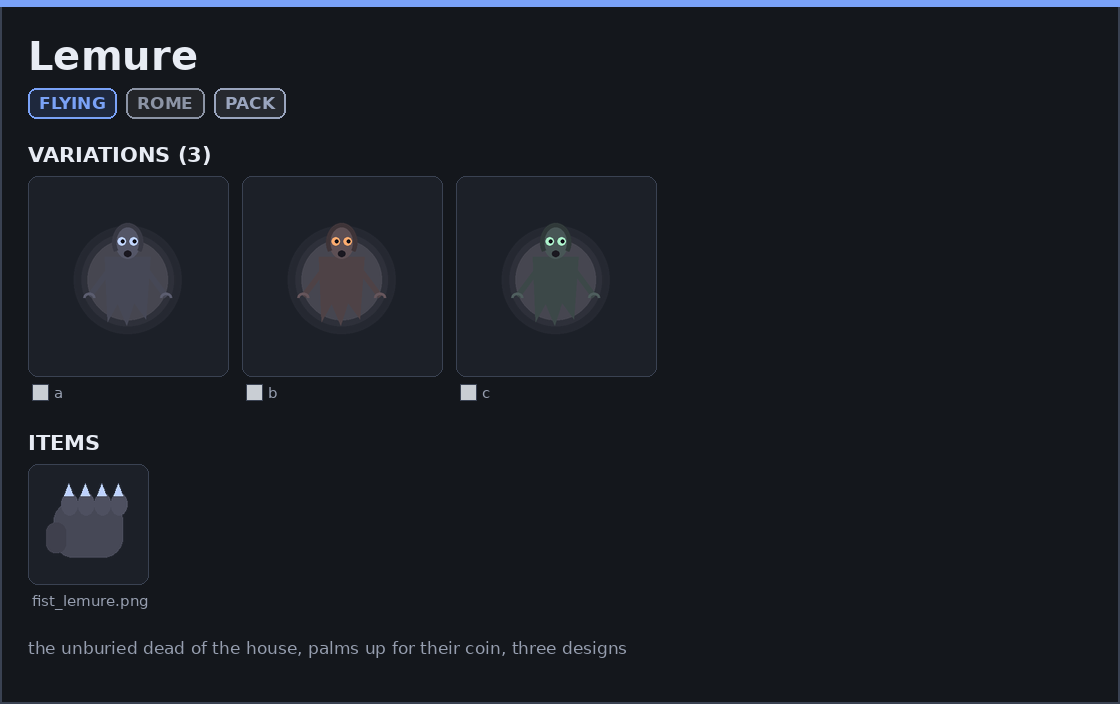 Lemure
FLYING ROME PACK
VARIATIONS (3)
a b c
ITEMS
fist_lemure.png
the unburied dead of the house, palms up for their coin, three designs